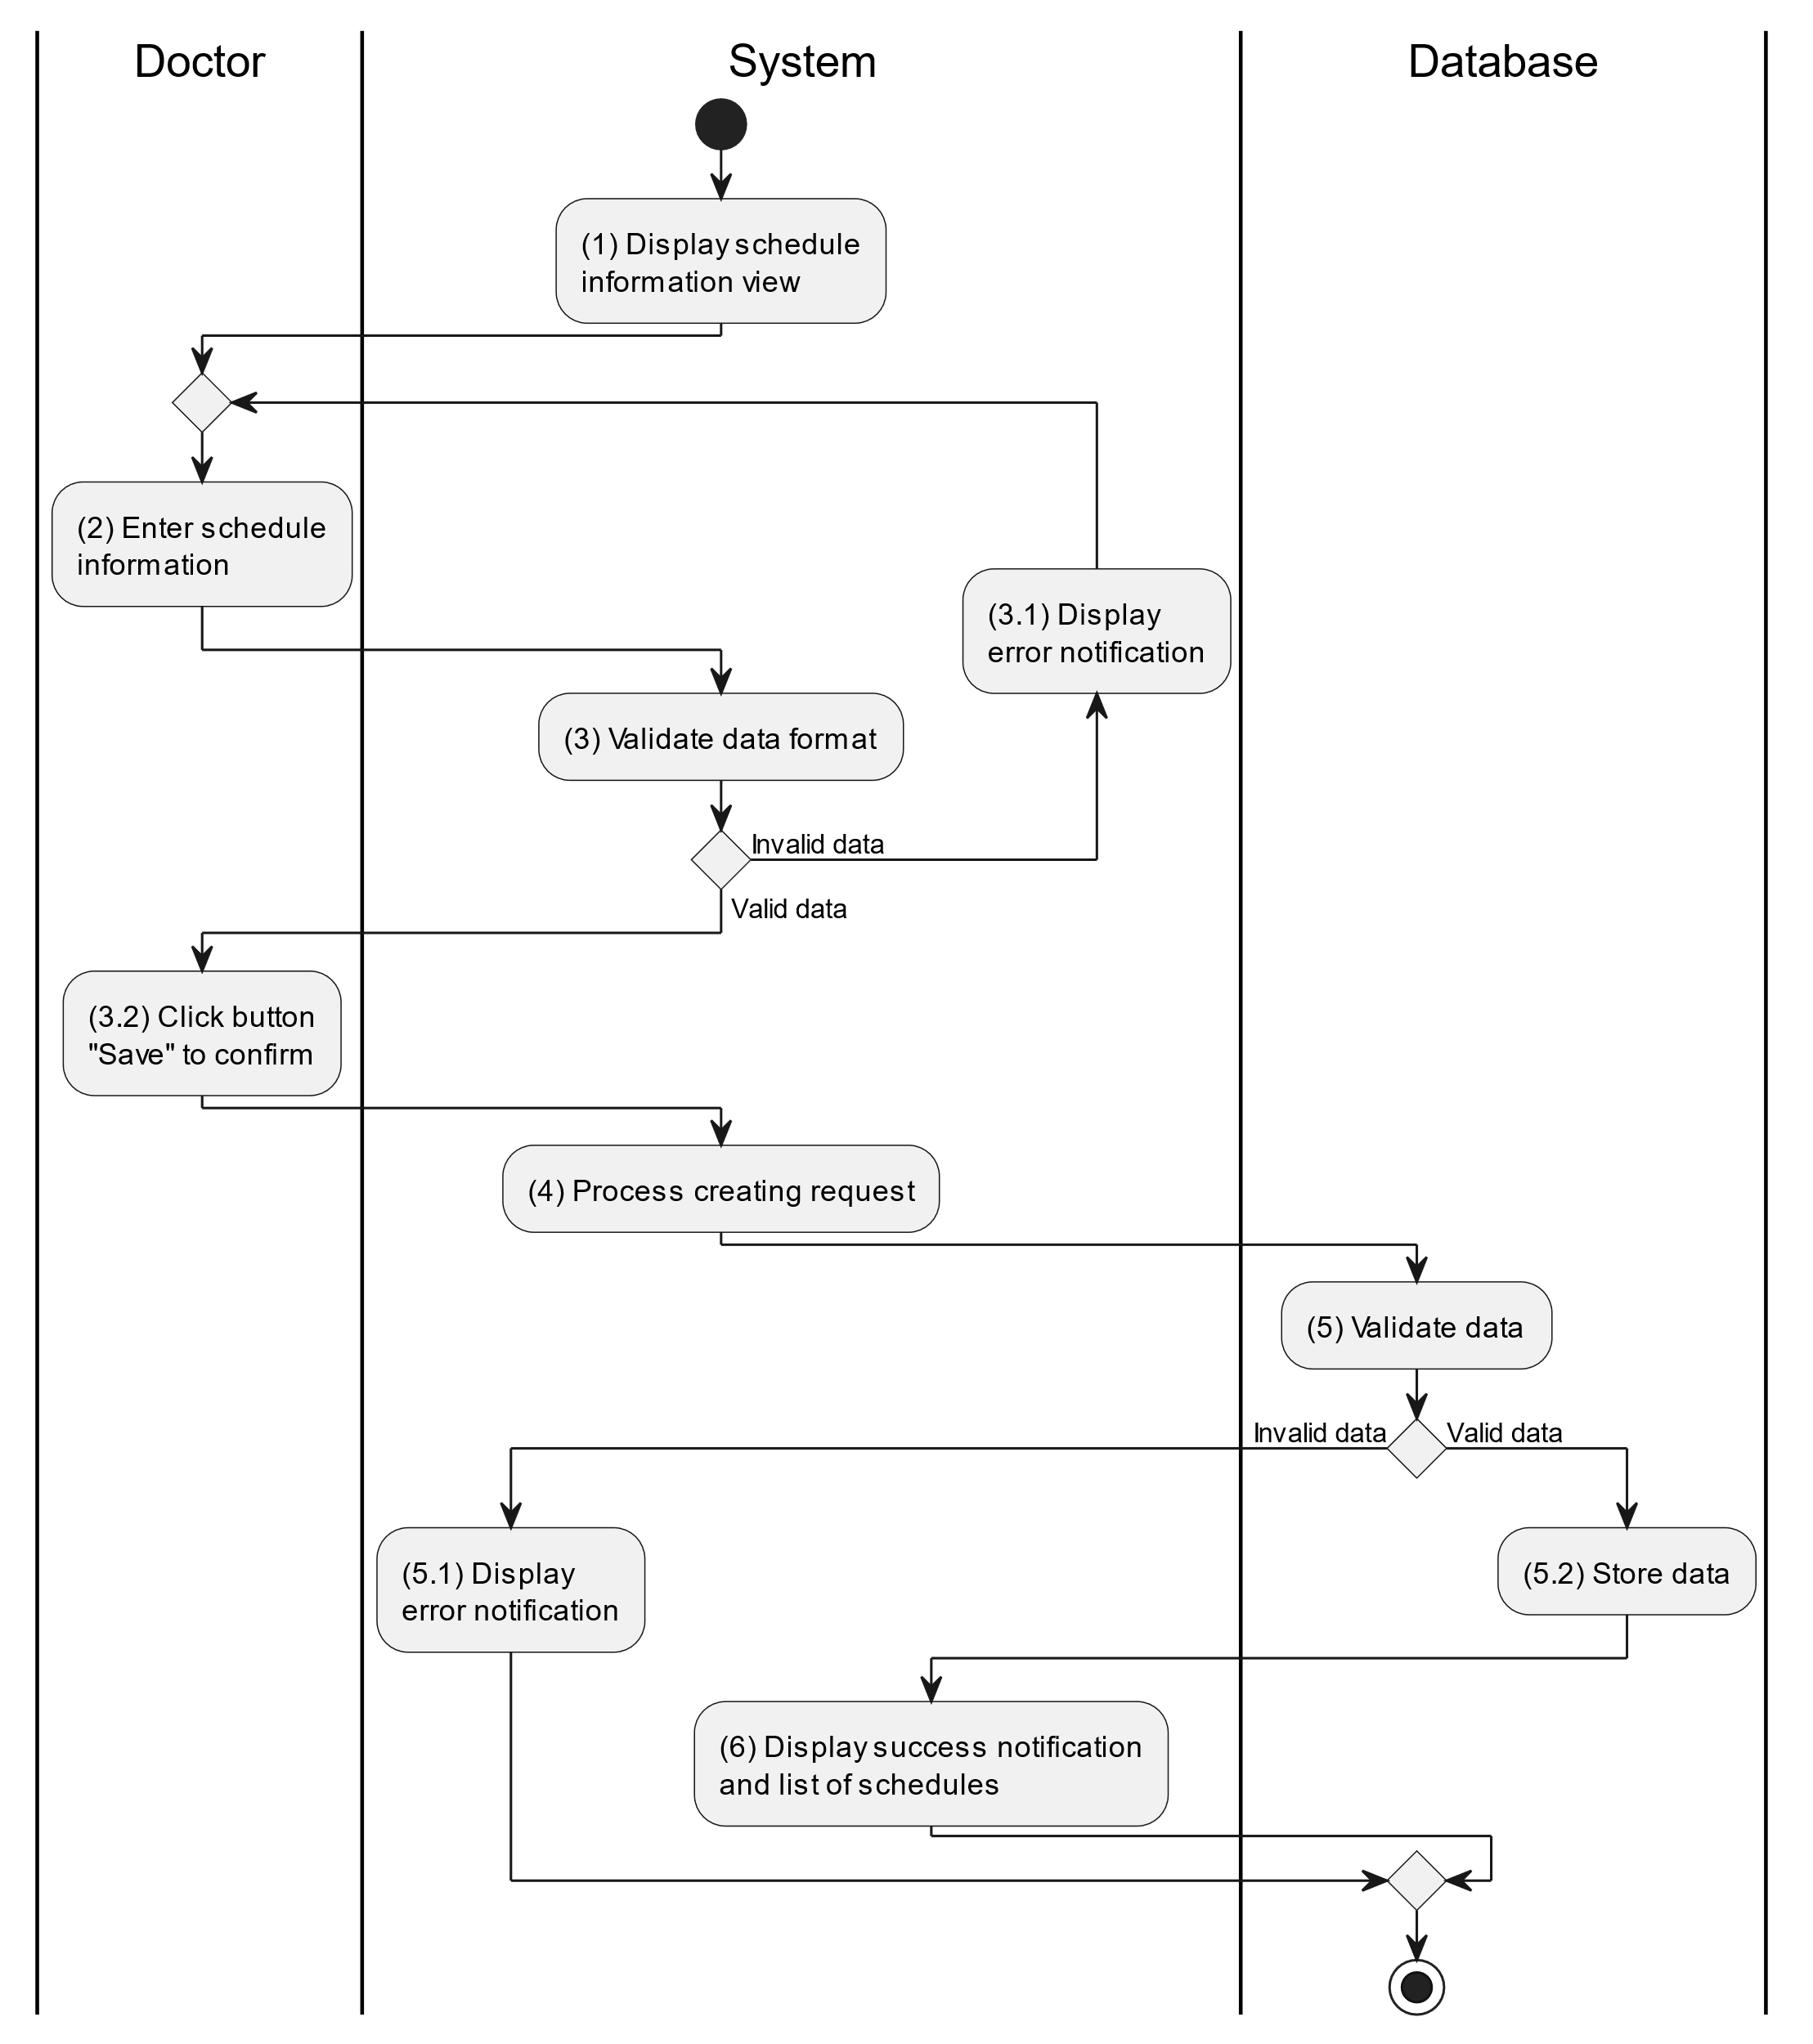 Doctor
System
Database
(1) Display schedule
information view
(2) Enter schedule
information
(3.1) Display
error notification
(3) Validate data format
Invalid data
Valid data
(3.2) Click button
"Save" to confirm
(4) Process creating request
(5) Validate data
Invalid data
Valid data
(5.1) Display
error notification
(5.2) Store data
(6) Display success notification
and list of schedules